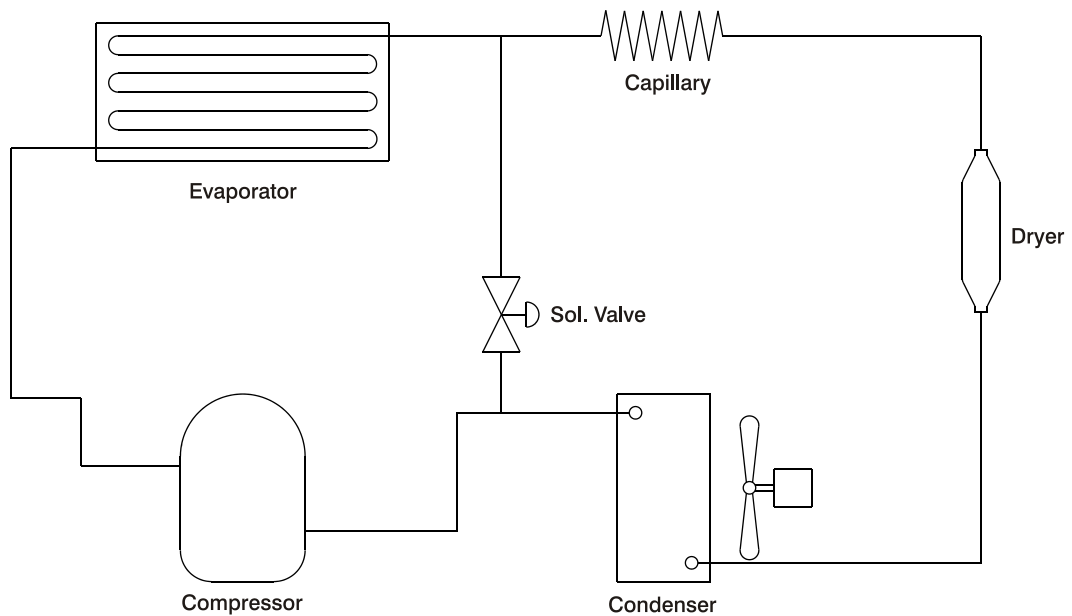 Capillary
Evaporator
Dryer
Sol. Valve
Compressor
Condenser